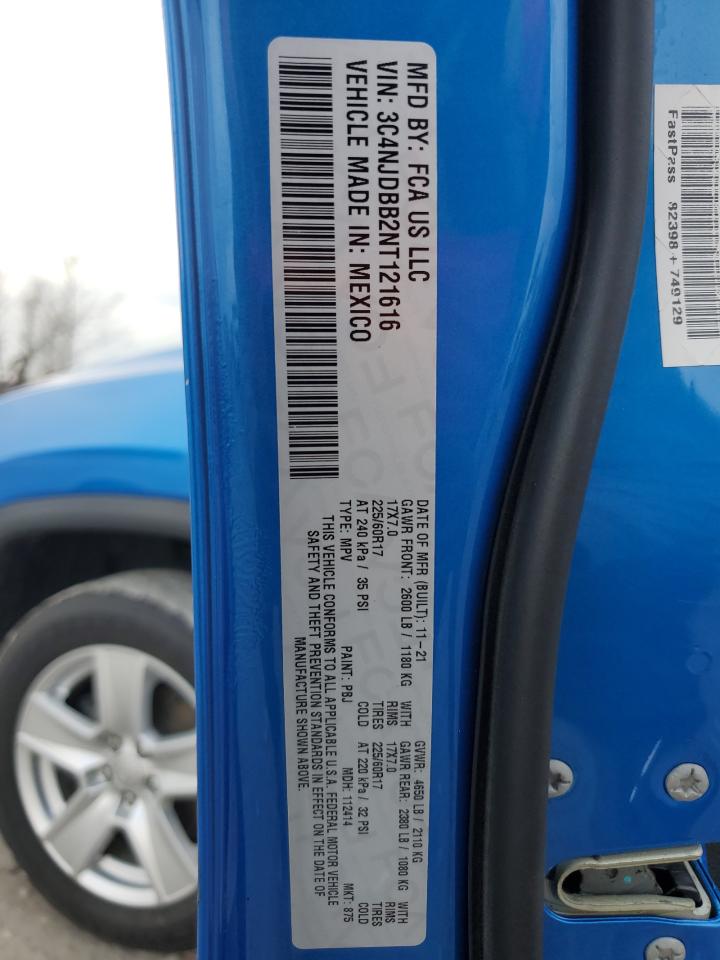 MFD BY: FCA US LLC
VIN: 3C4NJDBB2NT121616
VEHICLE MADE IN: MEXICO
DATE OF MFR (BUILT): 11-21 GVWR: 4650 LB / 2110 KG
GAWR FRONT: 2600 LB / 1180 KG WITH GAWR REAR: 2380 LB / 1080 KG WITH
17X7.0 RIMS 17X7.0 RIMS
225/60R17 TIRES 225/60R17 TIRES
AT 240 kPa / 35 PSI COLD AT 220 kPa / 32 PSI COLD
TYPE: MPV PAINT: PBJ MDH: 112414 MKT: 875
THIS VEHICLE CONFORMS TO ALL APPLICABLE U.S.A. FEDERAL MOTOR VEHICLE
SAFETY AND THEFT PREVENTION STANDARDS IN EFFECT ON THE DATE OF
MANUFACTURE SHOWN ABOVE.
FastPass 82398 + 749129